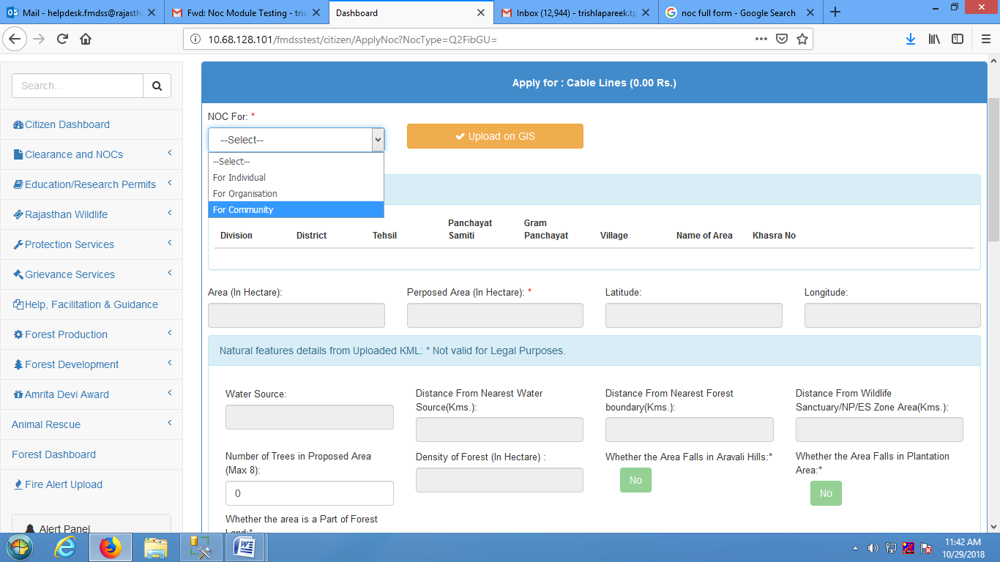 Mail - helpdesk.fmdss@rajasth
Fwd: Noc Module Testing - tris
Dashboard
Inbox (12,944) - trishlapareek.tp
noc full form - Google Search
10.68.128.101/fmdsstest/citizen/ApplyNoc?NocType=Q2FibGU=
Search...
Citizen Dashboard
Clearance and NOCs
Education/Research Permits
Rajasthan Wildlife
Protection Services
Grievance Services
Help, Facilitation & Guidance
Forest Production
Forest Development
Amrita Devi Award
Animal Rescue
Forest Dashboard
Fire Alert Upload
Alert Panel
Apply for : Cable Lines (0.00 Rs.)
NOC For: *
--Select--
Upload on GIS
--Select--
For Individual
For Organisation
For Community
Division
District
Tehsil
Panchayat
Samiti
Gram
Panchayat
Village
Name of Area
Khasra No
Area (In Hectare):
Perposed Area (In Hectare): *
Latitude:
Longitude:
Natural features details from Uploaded KML: * Not valid for Legal Purposes.
Water Source:
Distance From Nearest Water
Source(Kms.):
Distance From Nearest Forest
boundary(Kms.):
Distance From Wildlife
Sanctuary/NP/ES Zone Area(Kms.):
Number of Trees in Proposed Area
(Max 8):
0
Density of Forest (In Hectare) :
Whether the Area Falls in Aravali Hills:*
No
Whether the Area Falls in Plantation
Area:*
No
Whether the area is a Part of Forest
Land:*
11:42 AM
10/29/2018